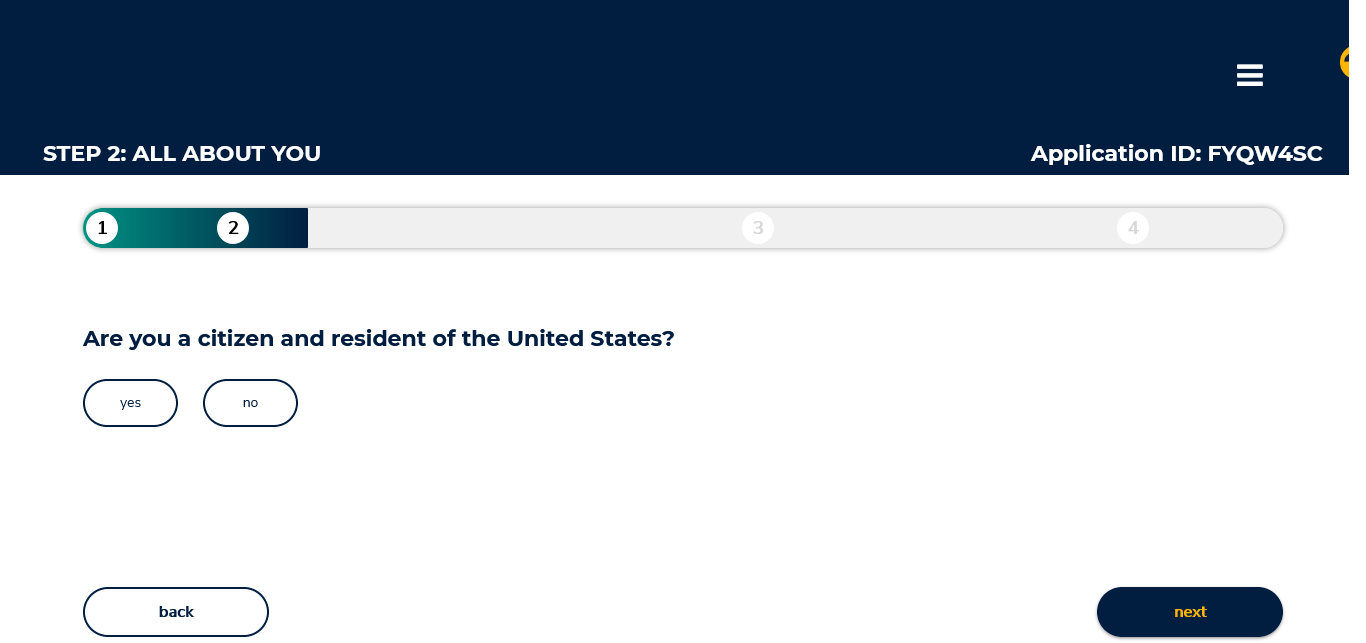 STEP 2: ALL ABOUT YOU
Application ID: FYQW4SC
1 2 3 4
Are you a citizen and resident of the United States?
yes no
back next